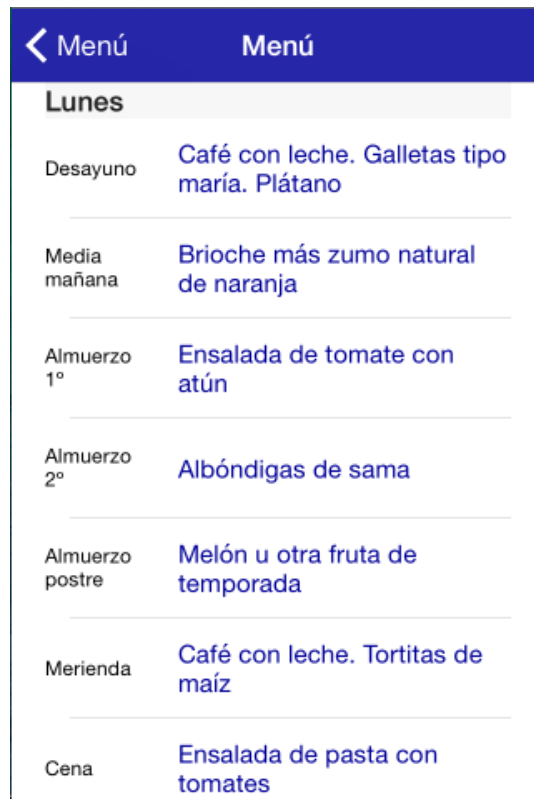 Menú
Menú
Lunes
Desayuno
Café con leche. Galletas tipo
maría. Plátano
Media
mañana
Brioche más zumo natural
de naranja
Almuerzo
1º
Ensalada de tomate con
atún
Almuerzo
2º
Albóndigas de sama
Almuerzo
postre
Melón u otra fruta de
temporada
Merienda
Café con leche. Tortitas de
maíz
Cena
Ensalada de pasta con
tomates